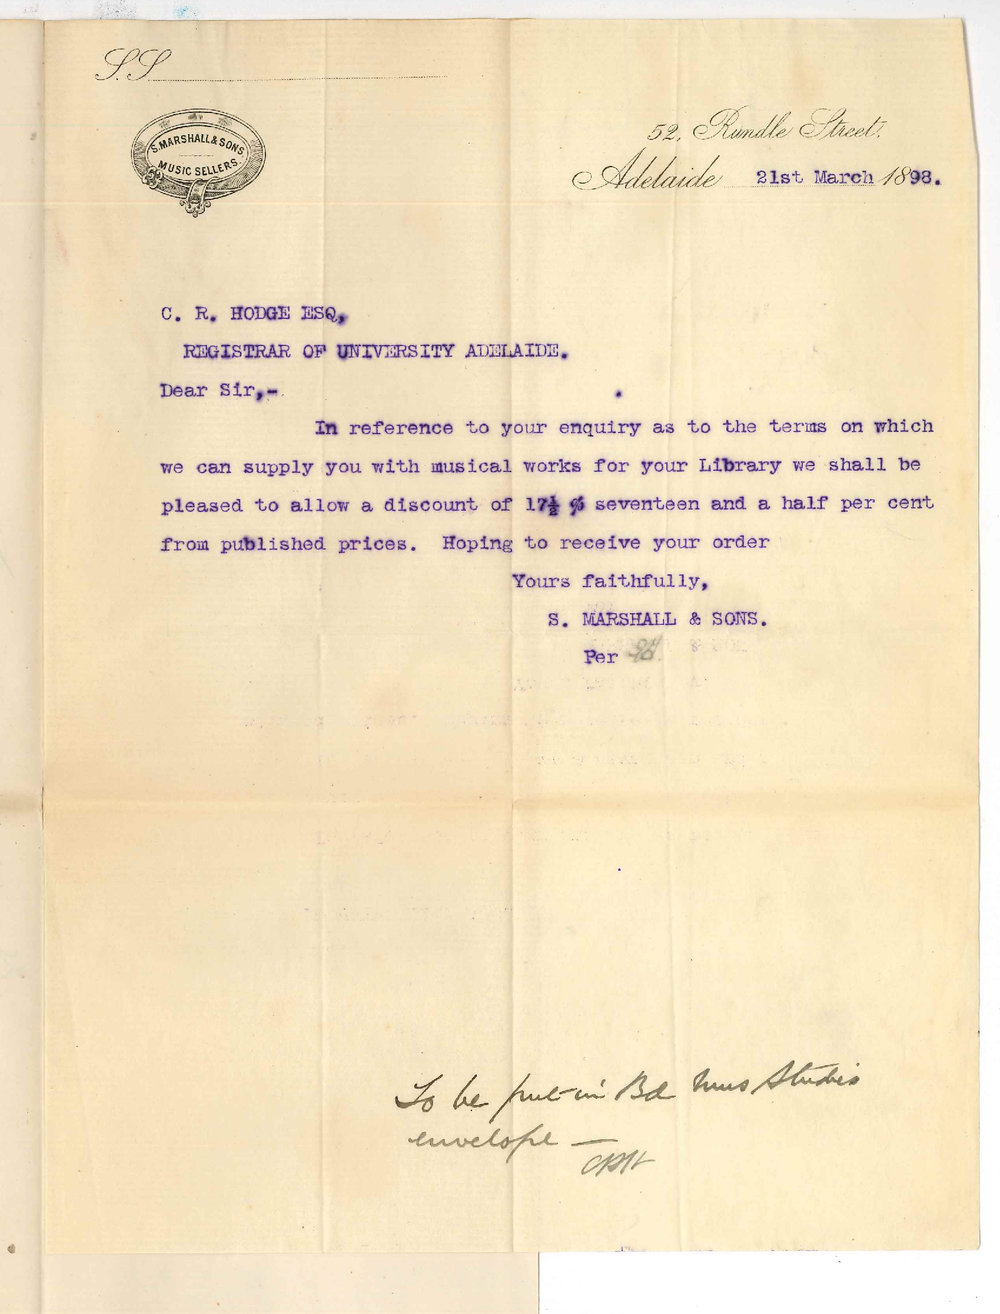 S.S
S. MARSHALL & SONS
MUSIC SELLERS.
52, Rundle Street.
Adelaide 21st March 1898.
C. R. HODGE ESQ,
REGISTRAR OF UNIVERSITY ADELAIDE.
Dear Sir,-
In reference to your enquiry as to the terms on which
we can supply you with musical works for your Library we shall be
pleased to allow a discount of 17½ % seventeen and a half per cent
from published prices. Hoping to receive your order
Yours faithfully,
S. MARSHALL & SONS.
Per
To be put in Bd Mus Studies
envelope —
CRH